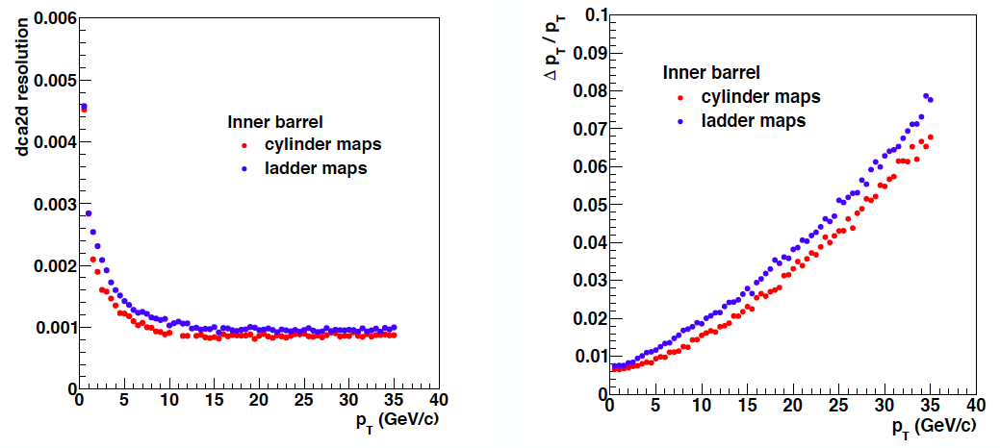 dca2d resolution
0.006
0.005
0.004
0.003
0.002
0.001
0
Inner barrel
cylinder maps
ladder maps
0 5 10 15 20 25 30 35 40
p_T (GeV/c)
Δ p_T / p_T
0.1
0.09
0.08
0.07
0.06
0.05
0.04
0.03
0.02
0.01
0
Inner barrel
cylinder maps
ladder maps
0 5 10 15 20 25 30 35 40
p_T (GeV/c)